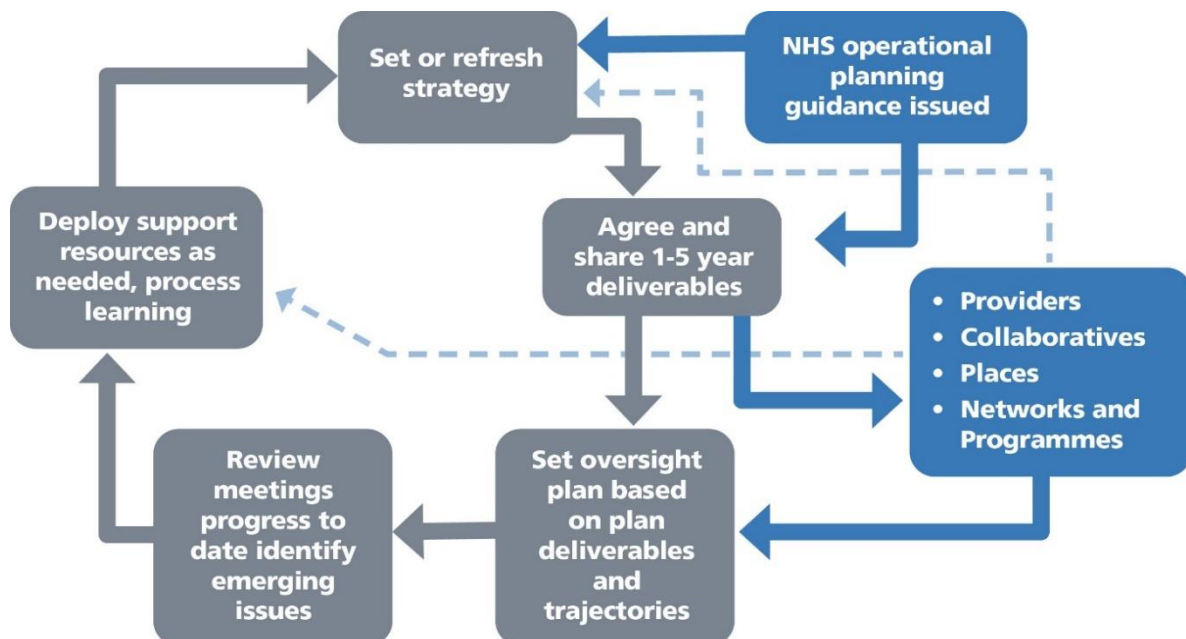 Set or refresh
strategy
NHS operational
planning
guidance issued
Deploy support
resources as
needed, process
learning
Agree and
share 1-5 year
deliverables
• Providers
• Collaboratives
• Places
• Networks and
Programmes
Review
meetings
progress to
date identify
emerging
issues
Set oversight
plan based
on plan
deliverables
and
trajectories